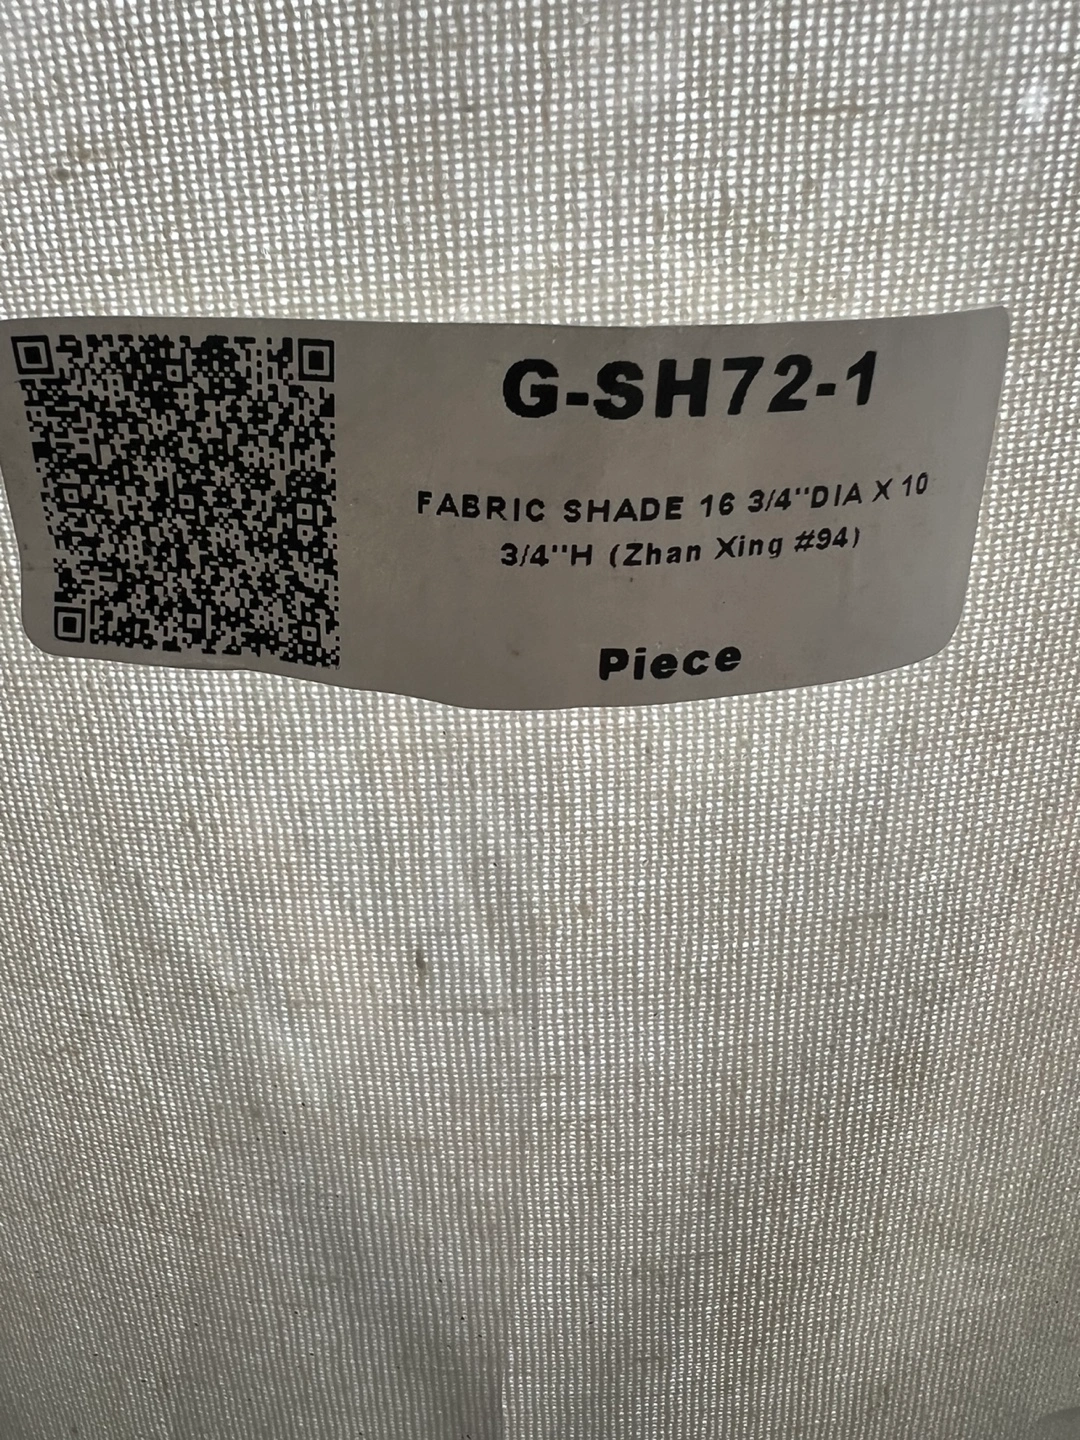 G-SH72-1
FABRIC SHADE 16 3/4''DIA X 10
3/4''H (Zhan Xing #94)
Piece